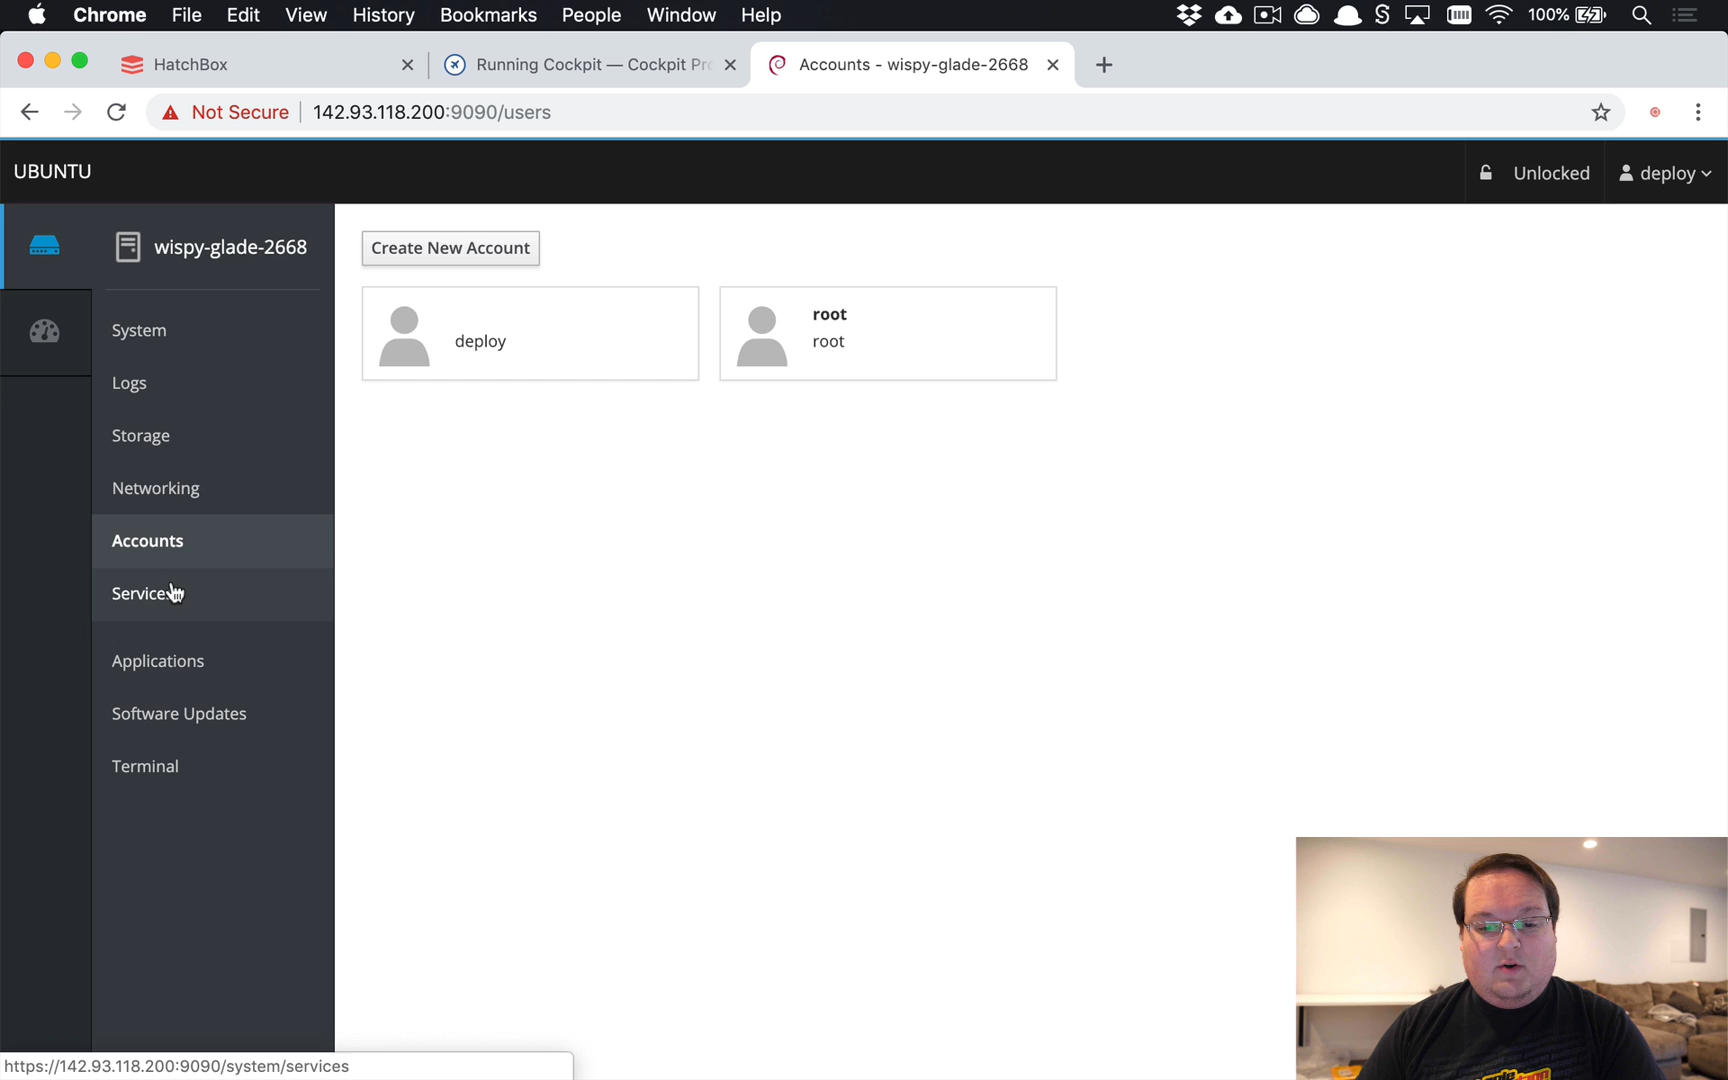 Chrome File Edit View History Bookmarks People Window Help 100%
HatchBox
Running Cockpit — Cockpit Pr
Accounts - wispy-glade-2668
Not Secure 142.93.118.200:9090/users
UBUNTU
Unlocked
deploy
wispy-glade-2668
System
Logs
Storage
Networking
Accounts
Services
Applications
Software Updates
Terminal
Create New Account
deploy
root
root
https://142.93.118.200:9090/system/services